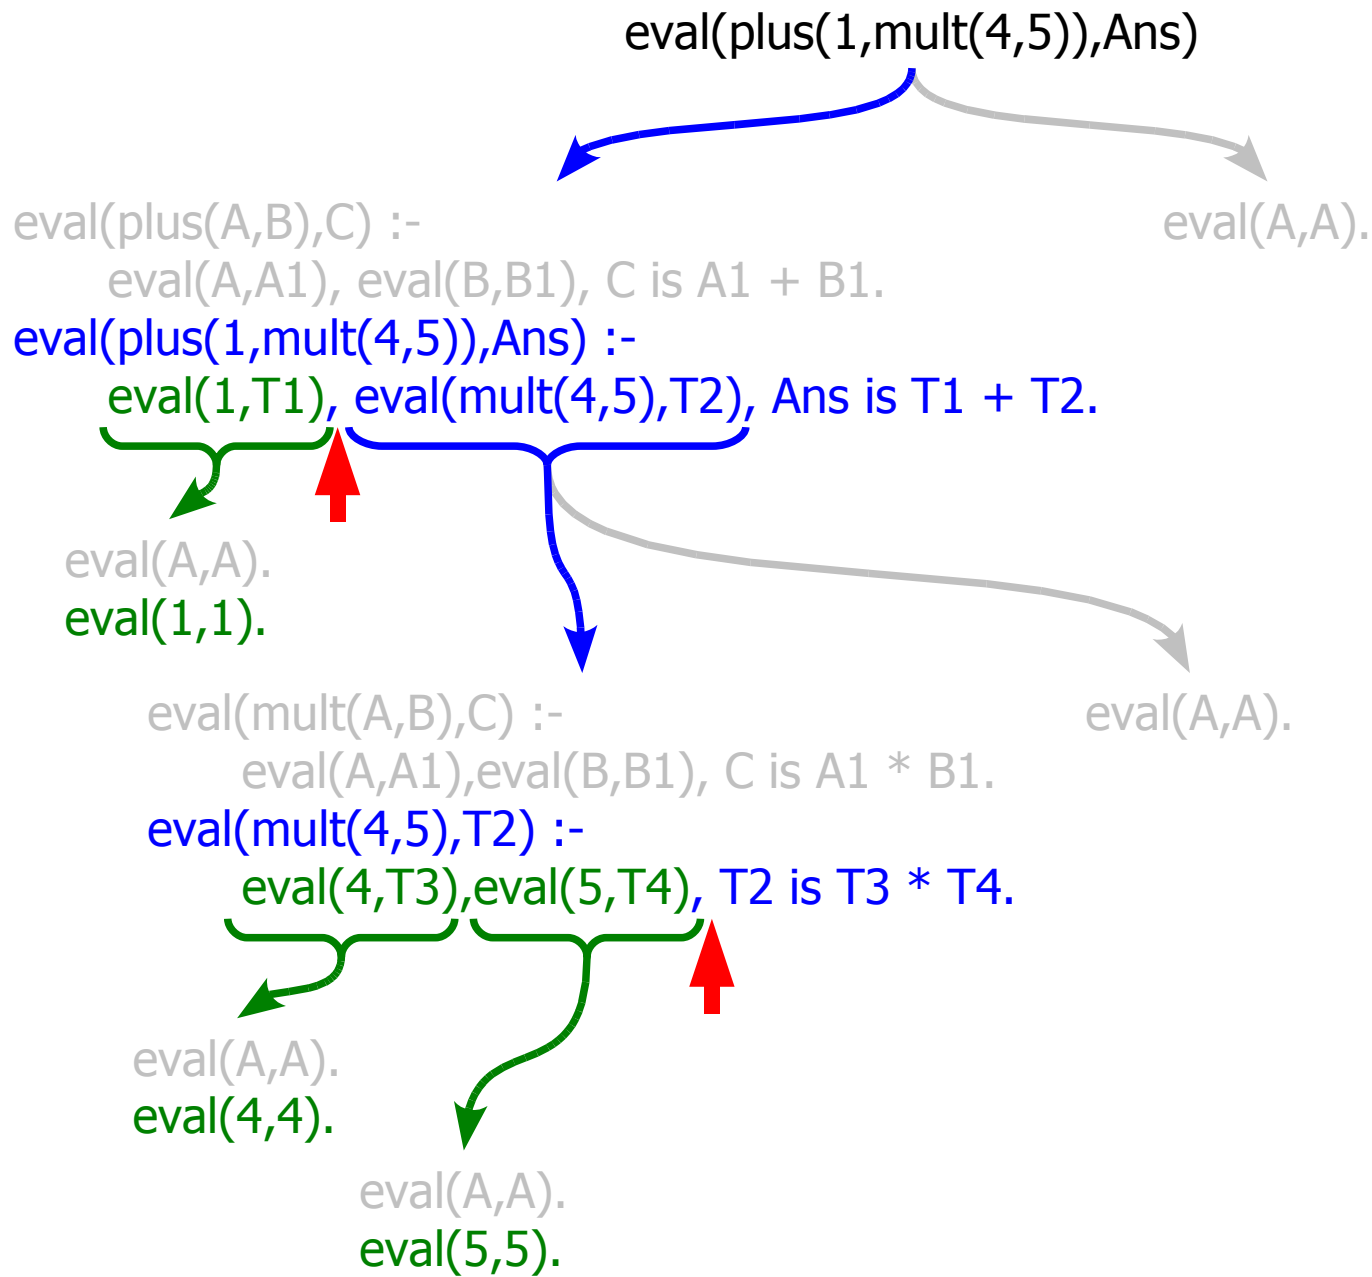 eval(plus(1,mult(4,5)),Ans)
eval(plus(A,B),C) :-
eval(A,A).
eval(A,A1), eval(B,B1), C is A1 + B1.
eval(plus(1,mult(4,5)),Ans) :-
eval(1,T1), eval(mult(4,5),T2), Ans is T1 + T2.
eval(A,A).
eval(1,1).
eval(mult(A,B),C) :-
eval(A,A).
eval(A,A1),eval(B,B1), C is A1 * B1.
eval(mult(4,5),T2) :-
eval(4,T3),eval(5,T4), T2 is T3 * T4.
eval(A,A).
eval(4,4).
eval(A,A).
eval(5,5).